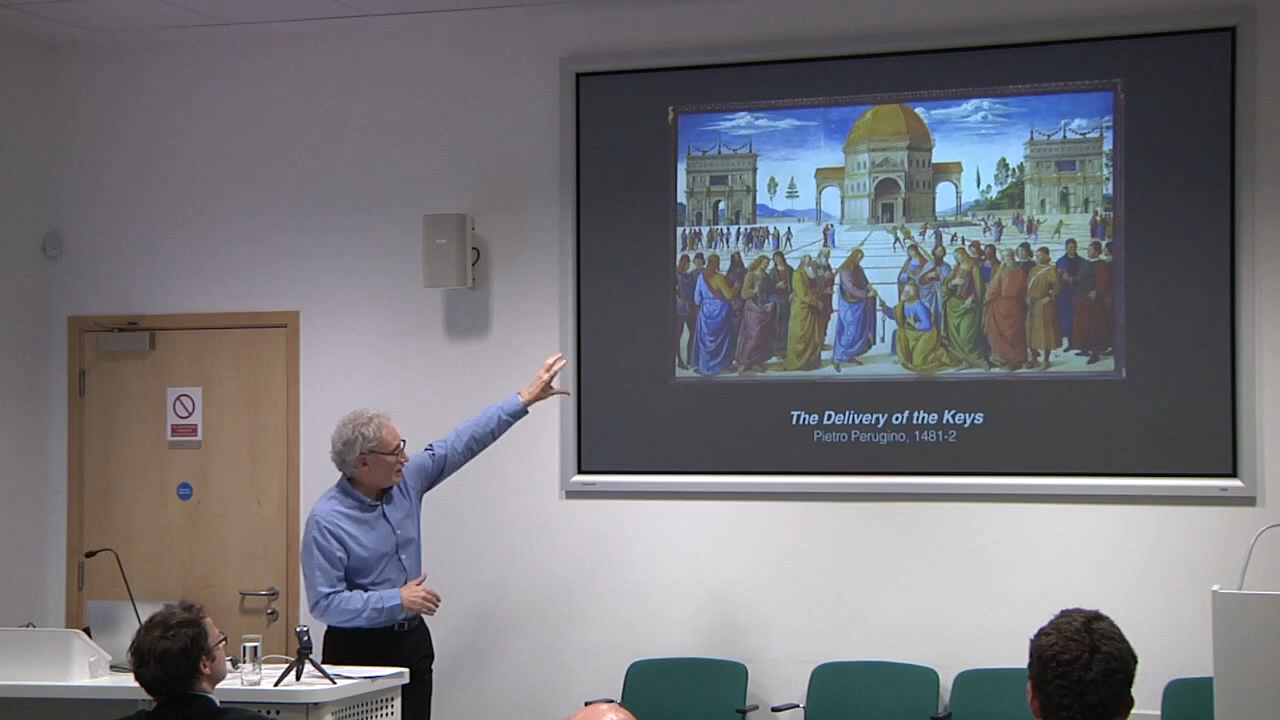 The Delivery of the Keys
Pietro Perugino, 1481-2